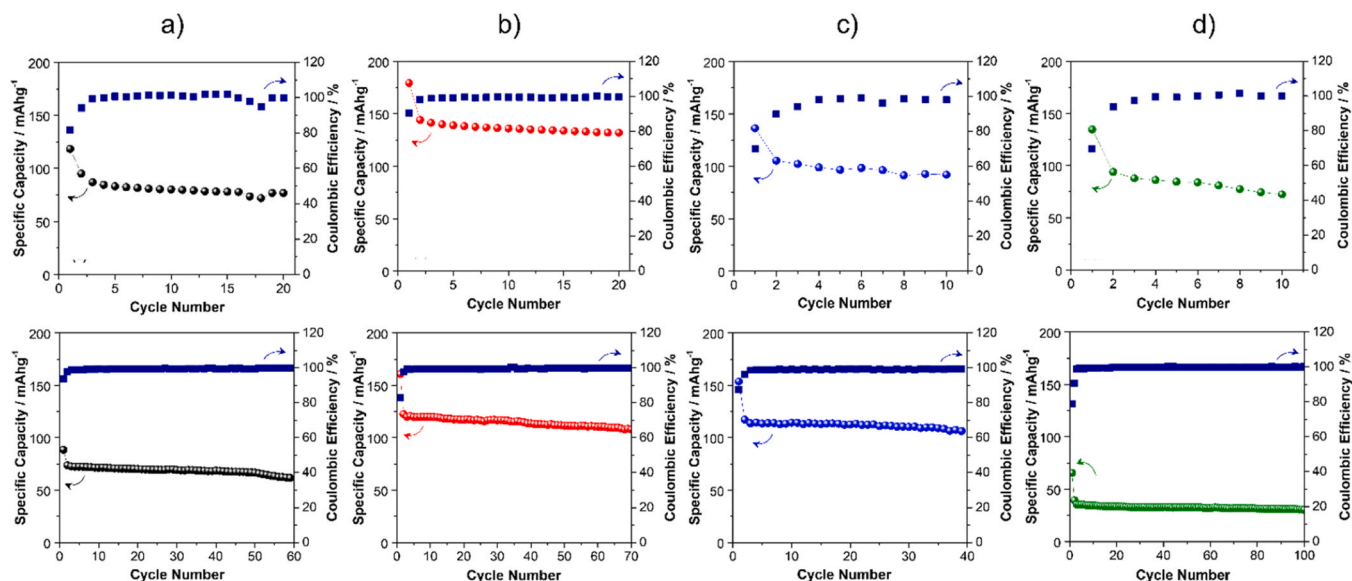 a) b) c) d)
Specific Capacity / mAhg-1
200
150
100
50
0
0 5 10 15 20
Cycle Number
120
100
80
60
40
20
0
Coulombic Efficiency / %
Specific Capacity / mAhg-1
200
150
100
50
0
0 5 10 15 20
Cycle Number
120
100
80
60
40
20
0
Coulombic Efficiency / %
Specific Capacity / mAhg-1
200
150
100
50
0
0 2 4 6 8 10
Cycle Number
120
100
80
60
40
20
0
Coulombic Efficiency / %
Specific Capacity / mAhg-1
200
150
100
50
0
0 2 4 6 8 10
Cycle Number
120
100
80
60
40
20
0
Coulombic Efficiency / %
Specific Capacity / mAhg-1
200
150
100
50
0
0 10 20 30 40 50 59
Cycle Number
120
100
80
60
40
20
0
Coulombic Efficiency / %
Specific Capacity / mAhg-1
200
150
100
50
0
0 10 20 30 40 50 60 70
Cycle Number
120
100
80
60
40
20
0
Coulombic Efficiency / %
Specific Capacity / mAhg-1
200
150
100
50
0
0 10 20 30 39
Cycle Number
120
100
80
60
40
20
0
Coulombic Efficiency / %
Specific Capacity / mAhg-1
200
150
100
50
0
0 20 40 60 80 100
Cycle Number
120
100
80
60
40
20
0
Coulombic Efficiency / %